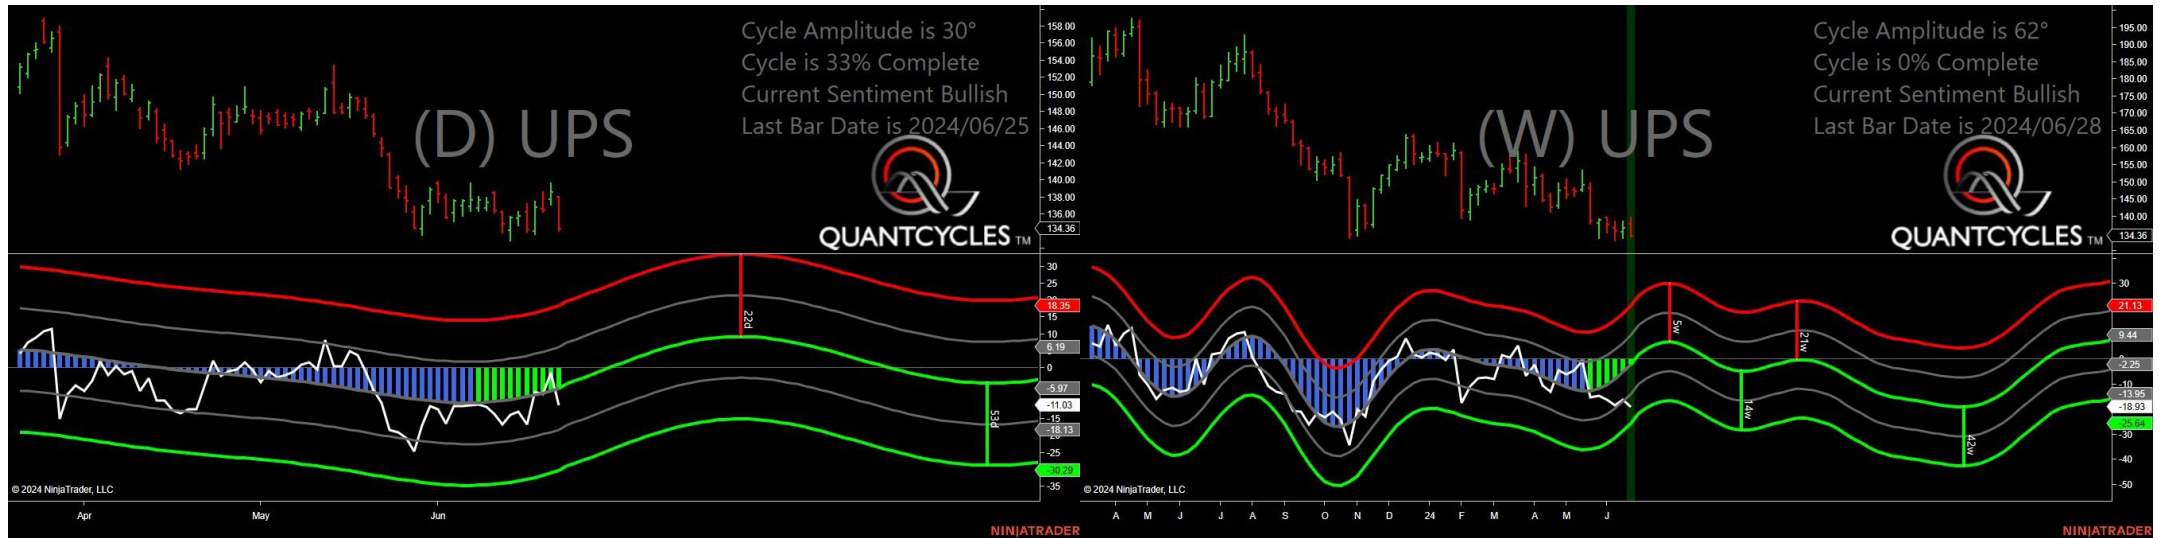 Cycle Amplitude is 30°
Cycle is 33% Complete
Current Sentiment Bullish
Last Bar Date is 2024/06/25
(D) UPS
QUANTCYCLES TM
158.00
156.00
154.00
152.00
150.00
148.00
146.00
144.00
142.00
140.00
138.00
136.00
134.36
30
25
18.35
15
10
6.19
0
-5.97
-11.03
-15
-18.13
-25
-30.29
-35
22d
53d
© 2024 NinjaTrader, LLC
Apr
May
Jun
NINJATRADER
Cycle Amplitude is 62°
Cycle is 0% Complete
Current Sentiment Bullish
Last Bar Date is 2024/06/28
(W) UPS
QUANTCYCLES TM
195.00
190.00
185.00
180.00
175.00
170.00
165.00
160.00
155.00
150.00
145.00
140.00
134.36
30
21.13
9.44
0
-2.25
-10
-13.95
-18.93
-25.64
-30
-40
-50
5w
14w
21w
42w
© 2024 NinjaTrader, LLC
A M J J A S O N D 24 F M A M J
NINJATRADER